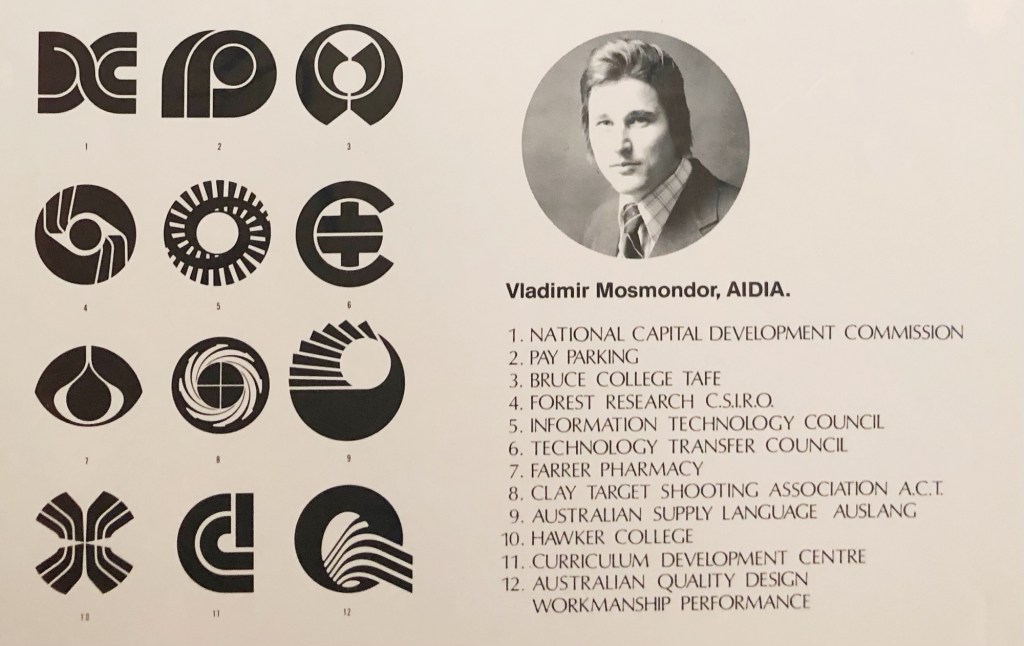 1
2
3
4
5
6
7
8
9
10
11
12
Vladimir Mosmondor, AIDIA.
1. NATIONAL CAPITAL DEVELOPMENT COMMISSION
2. PAY PARKING
3. BRUCE COLLEGE TAFE
4. FOREST RESEARCH C.S.I.R.O.
5. INFORMATION TECHNOLOGY COUNCIL
6. TECHNOLOGY TRANSFER COUNCIL
7. FARRER PHARMACY
8. CLAY TARGET SHOOTING ASSOCIATION A.C.T.
9. AUSTRALIAN SUPPLY LANGUAGE AUSLANG
10. HAWKER COLLEGE
11. CURRICULUM DEVELOPMENT CENTRE
12. AUSTRALIAN QUALITY DESIGN
WORKMANSHIP PERFORMANCE